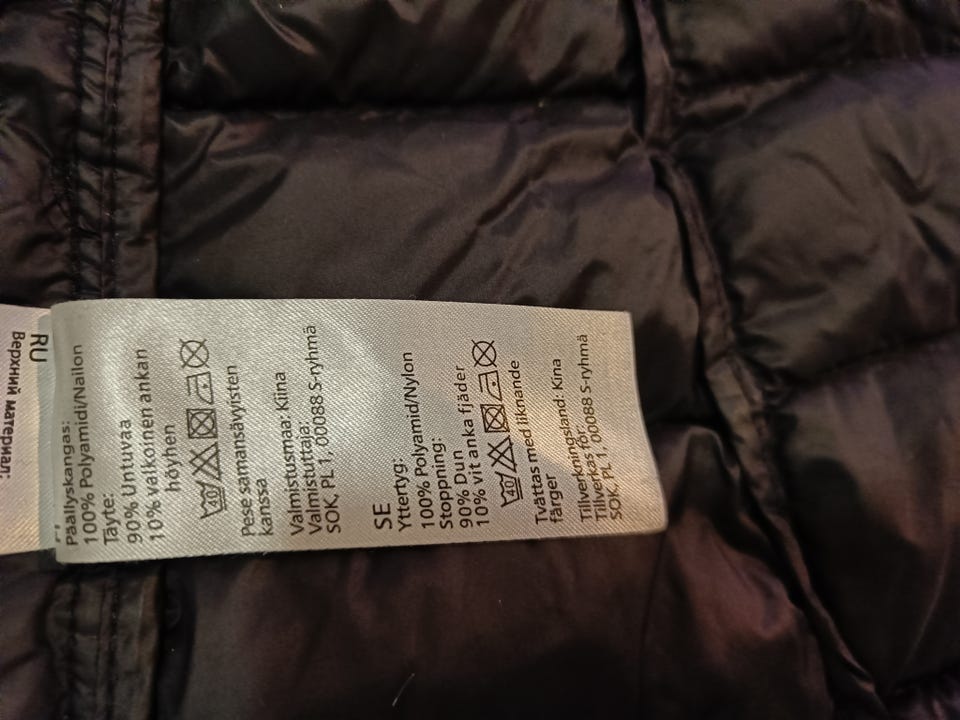 RU
Верхний материал:
Päällyskangas:
100% Polyamidi/Nailon
Täyte:
90% Untuvaa
10% valkoinen ankan
höyhen
40
Pese samansävyisten
kanssa
Valmistusmaa: Kiina
Valmistuttaja:
SOK, PL 1, 00088 S-ryhmä
SE
Yttertyg:
100% Polyamid/Nylon
Stoppning:
90% Dun
10% vit anka fjäder
40
Tvättas med liknande
färger
Tillverkningsland: Kina
Tillverkas för:
SOK, PL 1, 00088 S-ryhmä